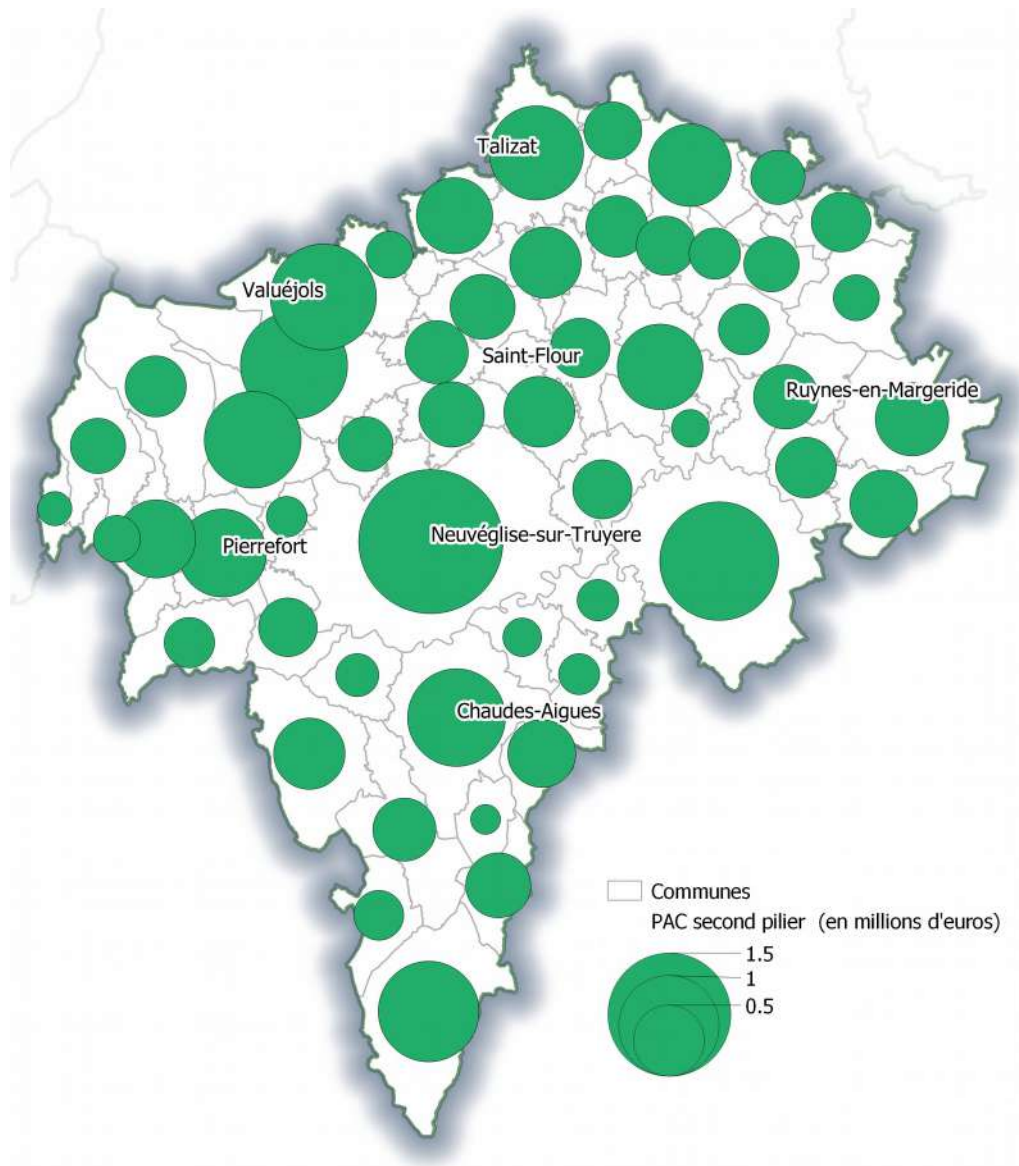 Talizat
Valuéjols
Saint-Flour
Ruynes-en-Margeride
Neuvéglise-sur-Truyere
Pierrefort
Chaudes-Aigues
Communes
PAC second pilier (en millions d'euros)
1.5
1
0.5